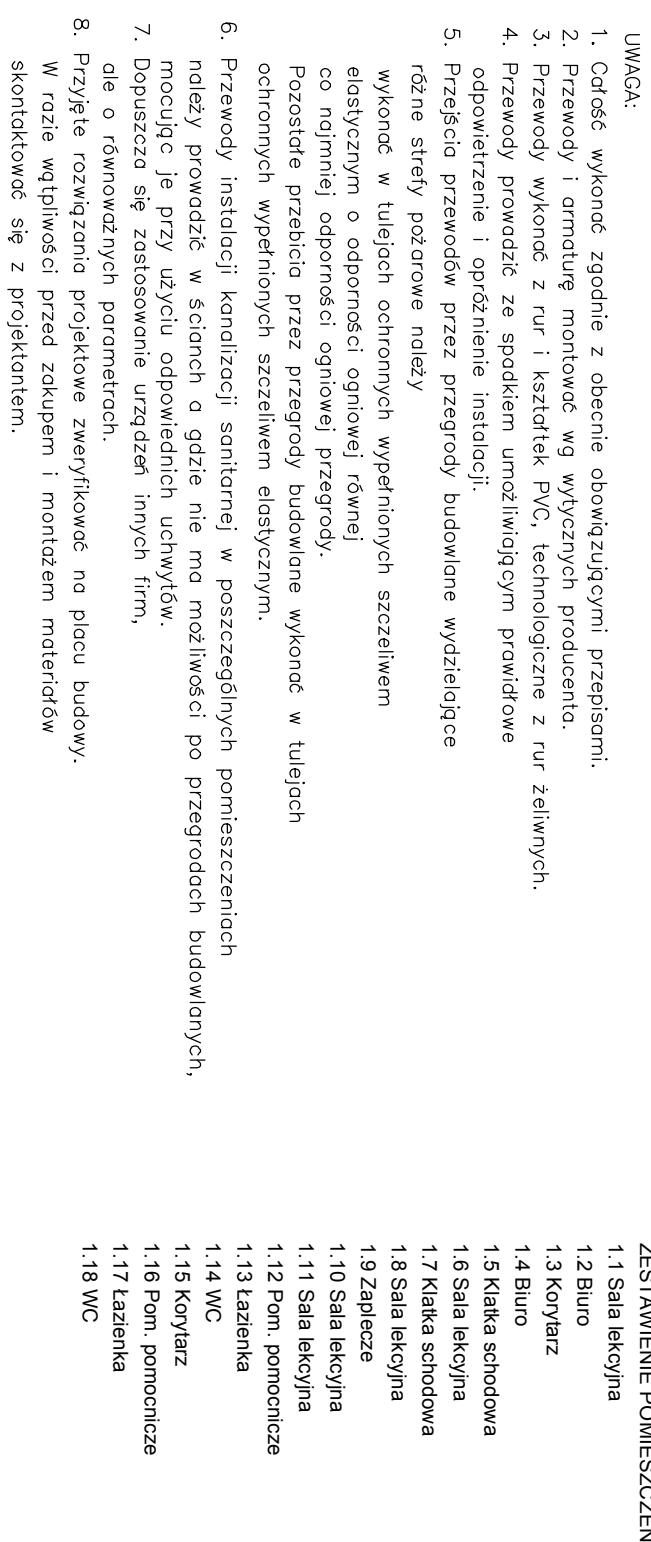 UWAGA:
1. Całość wykonać zgodnie z obecnie obowiązującymi przepisami.
2. Przewody i armaturę montować wg wytycznych producenta.
3. Przewody wykonać z rur i kształtek PVC, technologiczne z rur żeliwnych.
4. Przewody prowadzić ze spadkiem umożliwiającym prawidłowe
odpowietrzenie i opróżnienie instalacji.
5. Przejścia przewodów przez przegrody budowlane wydzielające
różne strefy pożarowe należy
wykonać w tulejach ochronnych wypełnionych szczeliwem
elastycznym o odporności ogniowej równej
co najmniej odporności ogniowej przegrody.
Pozostałe przebicia przez przegrody budowlane wykonać w tulejach
ochronnych wypełnionych szczeliwem elastycznym.
6. Przewody instalacji kanalizacji sanitarnej w poszczególnych pomieszczeniach
należy prowadzić w ścianch a gdzie nie ma możliwości po przegrodach budowlanych,
mocując je przy użyciu odpowiednich uchwytów.
7. Dopuszcza się zastosowanie urządzeń innych firm,
ale o równoważnych parametrach.
8. Przyjęte rozwiązania projektowe zweryfikować na placu budowy.
W razie wątpliwości przed zakupem i montażem materiałów
skontaktować się z projektantem.
ZESTAWIENIE POMIESZCZEŃ
1.1 Sala lekcyjna
1.2 Biuro
1.3 Korytarz
1.4 Biuro
1.5 Klatka schodowa
1.6 Sala lekcyjna
1.7 Klatka schodowa
1.8 Sala lekcyjna
1.9 Zaplecze
1.10 Sala lekcyjna
1.11 Sala lekcyjna
1.12 Pom. pomocnicze
1.13 Łazienka
1.14 WC
1.15 Korytarz
1.16 Pom. pomocnicze
1.17 Łazienka
1.18 WC